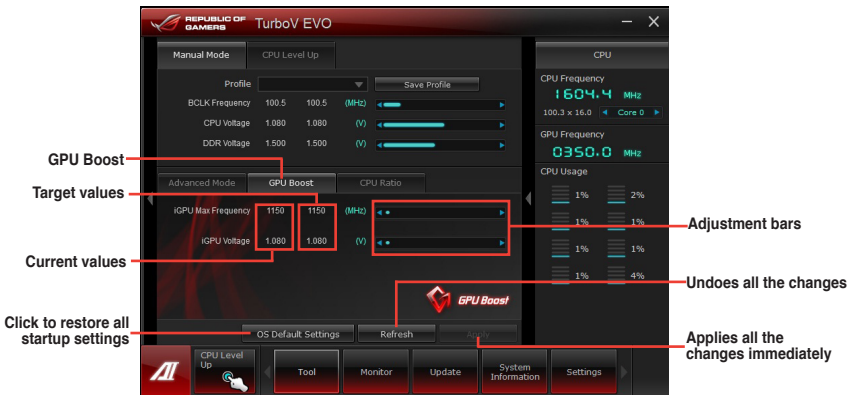 REPUBLIC OF
GAMERS
TurboV EVO
Manual Mode
CPU Level Up
CPU
Profile
Save Profile
CPU Frequency
1604.4 MHz
BCLK Frequency 100.5 100.5 (MHz)
100.3 x 16.0 Core 0
CPU Voltage 1.080 1.080 (V)
GPU Frequency
DDR Voltage 1.500 1.500 (V)
0350.0 MHz
GPU Boost
CPU Usage
Advanced Mode
GPU Boost
CPU Ratio
Target values
1% 2%
iGPU Max Frequency 1150 1150 (MHz)
Adjustment bars
1% 1%
iGPU Voltage 1.080 1.080 (V)
1% 1%
Current values
1% 4%
Undoes all the changes
GPU Boost
Click to restore all
startup settings
OS Default Settings
Refresh
Apply
Applies all the
changes immediately
CPU Level
Up
Tool
Monitor
Update
System
Information
Settings